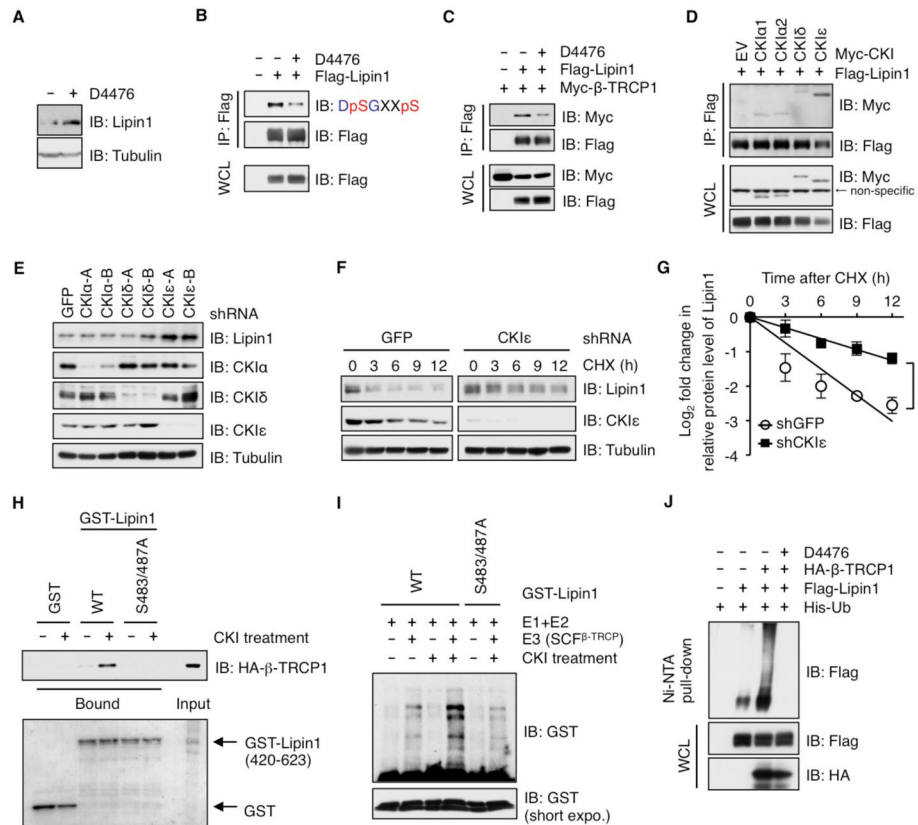 A
- + D4476
IB: Lipin1
IB: Tubulin
B
- - + D4476
- + + Flag-Lipin1
IP: Flag
IB: DpSGXXpS
IB: Flag
WCL
IB: Flag
C
- - + D4476
- + + Flag-Lipin1
+ + + Myc-β-TRCP1
IP: Flag
IB: Myc
IB: Flag
WCL
IB: Myc
IB: Flag
D
EV CKIα1 CKIα2 CKIδ CKIε Myc-CKI
+ + + + + Flag-Lipin1
IP: Flag
IB: Myc
IB: Flag
WCL
IB: Myc
← non-specific
IB: Flag
E
GFP CKIα-A CKIα-B CKIδ-A CKIδ-B CKIε-A CKIε-B
shRNA
IB: Lipin1
IB: CKIα
IB: CKIδ
IB: CKIε
IB: Tubulin
F
GFP CKIε shRNA
0 3 6 9 12 0 3 6 9 12 CHX (h)
IB: Lipin1
IB: CKIε
IB: Tubulin
G
Time after CHX (h)
0 3 6 9 12
Log2 fold change in
relative protein level of Lipin1
0
-1
-2
-3
-4
shGFP
shCKIε
H
GST-Lipin1
GST WT S483/487A
- + - + - + CKI treatment
IB: HA-β-TRCP1
Bound Input
GST-Lipin1
(420-623)
GST
I
WT S483/487A
GST-Lipin1
+ + + + + + E1+E2
- + - + - + E3 (SCFβ-TRCP)
- - + + - + CKI treatment
IB: GST
IB: GST
(short expo.)
J
- - - + D4476
- - + + HA-β-TRCP1
- + + + Flag-Lipin1
+ + + + His-Ub
Ni-NTA
pull-down
IB: Flag
WCL
IB: Flag
IB: HA